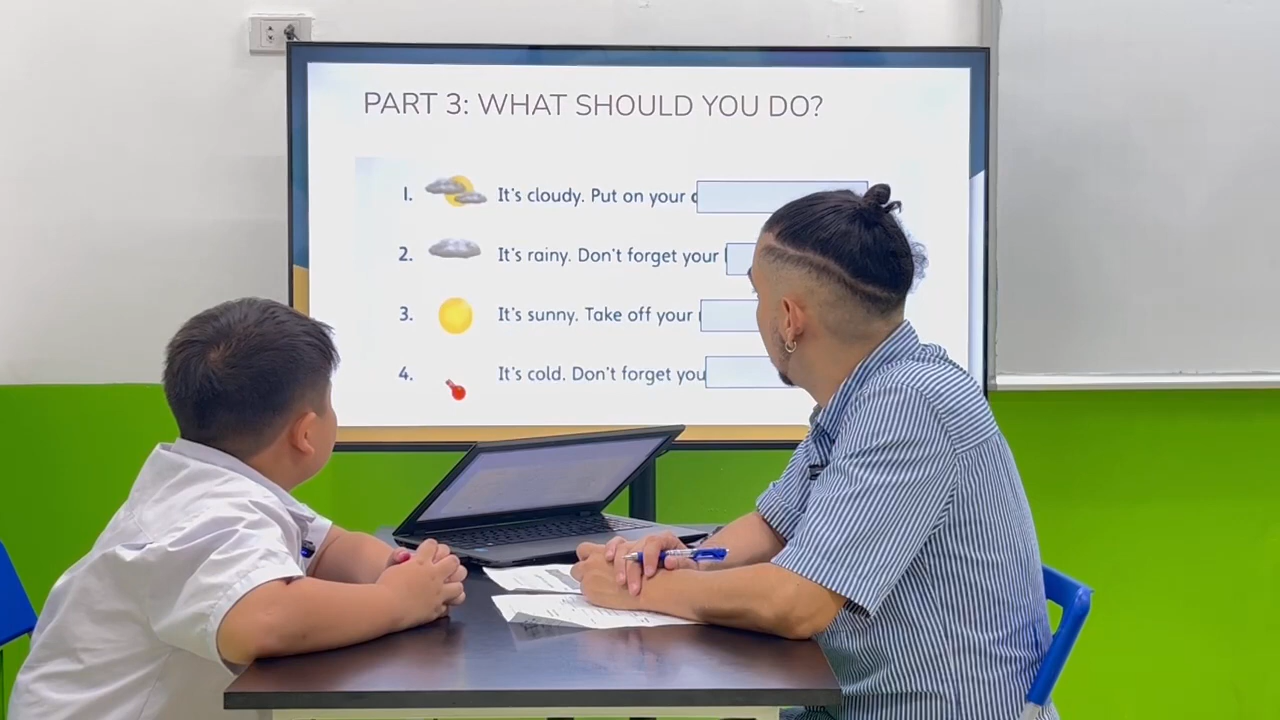 PART 3: WHAT SHOULD YOU DO?
1. It's cloudy. Put on your
2. It's rainy. Don't forget your
3. It's sunny. Take off your
4. It's cold. Don't forget